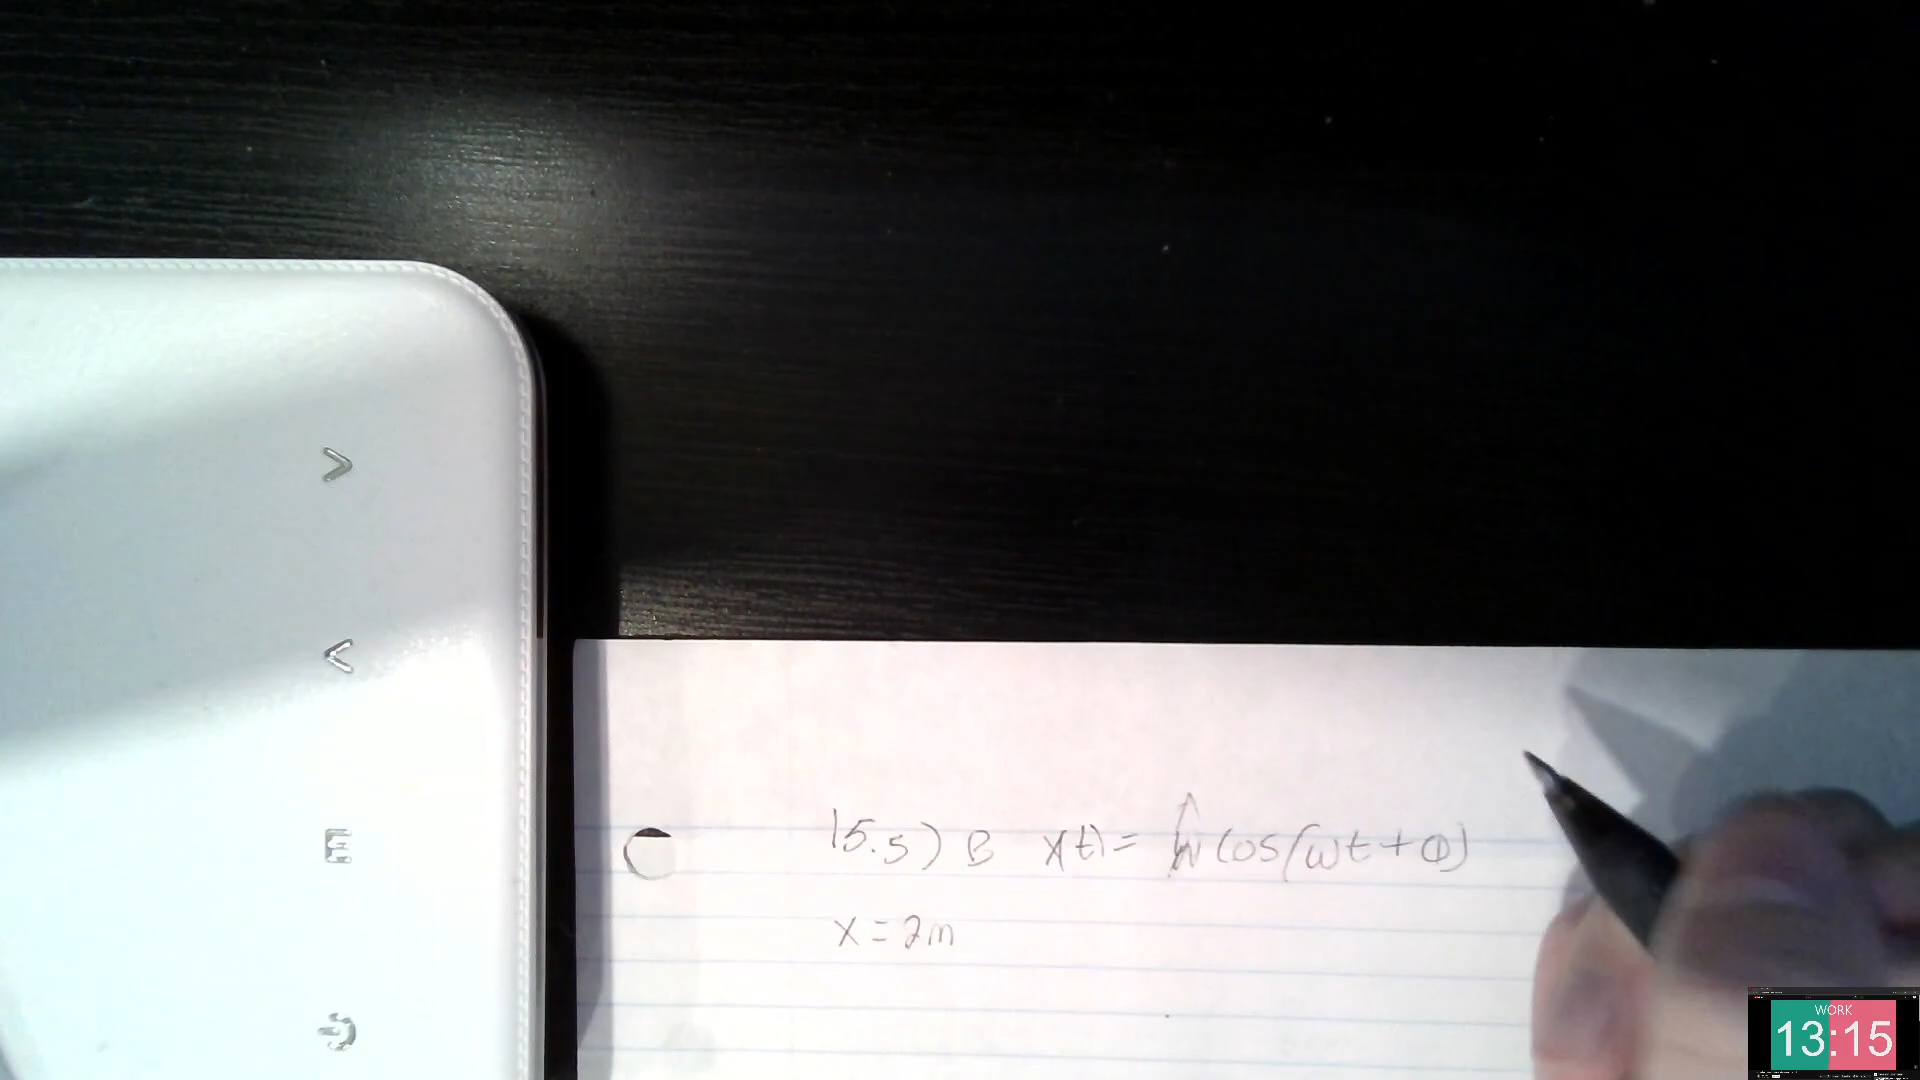 15.5) B x(t) = A cos(ωt + Φ)
x = 2m
WORK
13:15